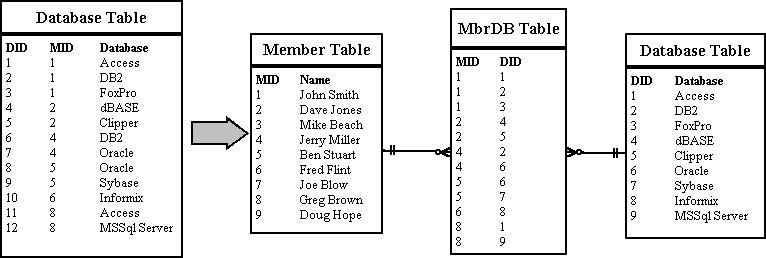 Database Table
DID MID Database
1 1 Access
2 1 DB2
3 1 FoxPro
4 2 dBASE
5 2 Clipper
6 4 DB2
7 4 Oracle
8 5 Oracle
9 5 Sybase
10 6 Informix
11 8 Access
12 8 MSSql Server
Member Table
MID Name
1 John Smith
2 Dave Jones
3 Mike Beach
4 Jerry Miller
5 Ben Stuart
6 Fred Flint
7 Joe Blow
8 Greg Brown
9 Doug Hope
MbrDB Table
MID DID
1 1
1 2
1 3
2 4
2 5
4 2
4 6
5 6
5 7
6 8
8 1
8 9
Database Table
DID Database
1 Access
2 DB2
3 FoxPro
4 dBASE
5 Clipper
6 Oracle
7 Sybase
8 Informix
9 MSSql Server